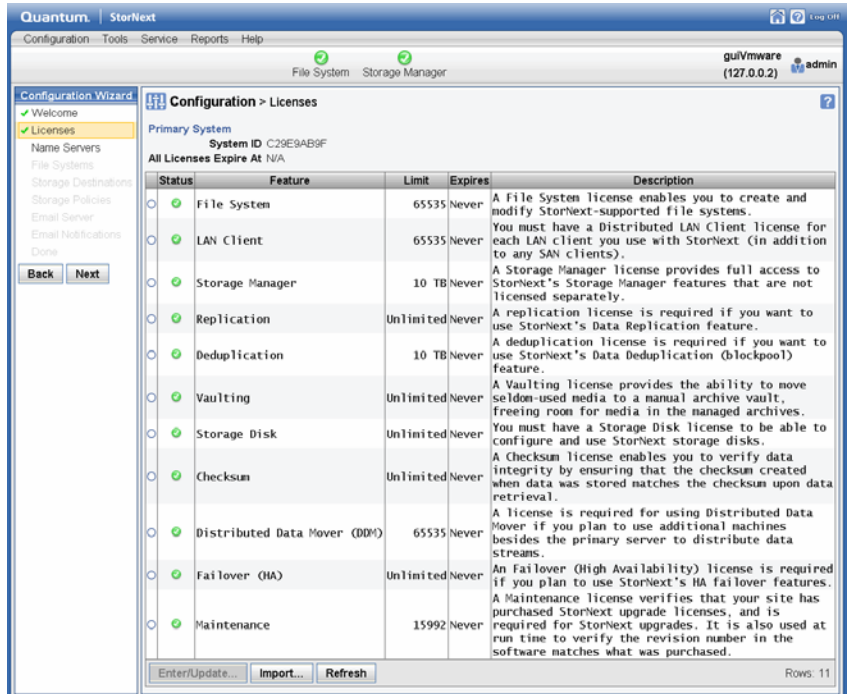 Quantum. StorNext Log Off
Configuration Tools Service Reports Help
File System Storage Manager
guiVmware
(127.0.0.2)
admin
Configuration Wizard
Welcome
Licenses
Name Servers
File Systems
Storage Destinations
Storage Policies
Email Server
Email Notifications
Done
Back Next
Configuration > Licenses ?
Primary System
System ID C29E9AB9F
All Licenses Expire At N/A
Status Feature Limit Expires Description
File System 65535 Never A File System license enables you to create and
modify StorNext-supported file systems.
LAN Client 65535 Never You must have a Distributed LAN Client license for
each LAN client you use with StorNext (in addition
to any SAN clients).
Storage Manager 10 TB Never A Storage Manager license provides full access to
StorNext's Storage Manager features that are not
licensed separately.
Replication Unlimited Never A replication license is required if you want to
use StorNext's Data Replication feature.
Deduplication 10 TB Never A deduplication license is required if you want to
use StorNext's Data Deduplication (blockpool)
feature.
Vaulting Unlimited Never A Vaulting license provides the ability to move
seldom-used media to a manual archive vault,
freeing room for media in the managed archives.
Storage Disk Unlimited Never You must have a Storage Disk license to be able to
configure and use StorNext storage disks.
Checksum Unlimited Never A Checksum license enables you to verify data
integrity by ensuring that the checksum created
when data was stored matches the checksum upon data
retrieval.
Distributed Data Mover (DDM) 65535 Never A license is required for using Distributed Data
Mover if you plan to use additional machines
besides the primary server to distribute data
streams.
Failover (HA) Unlimited Never An Failover (High Availability) license is required
if you plan to use StorNext's HA failover features.
Maintenance 15992 Never A Maintenance license verifies that your site has
purchased StorNext upgrade licenses, and is
required for StorNext upgrades. It is also used at
run time to verify the revision number in the
software matches what was purchased.
Enter/Update... Import... Refresh Rows: 11